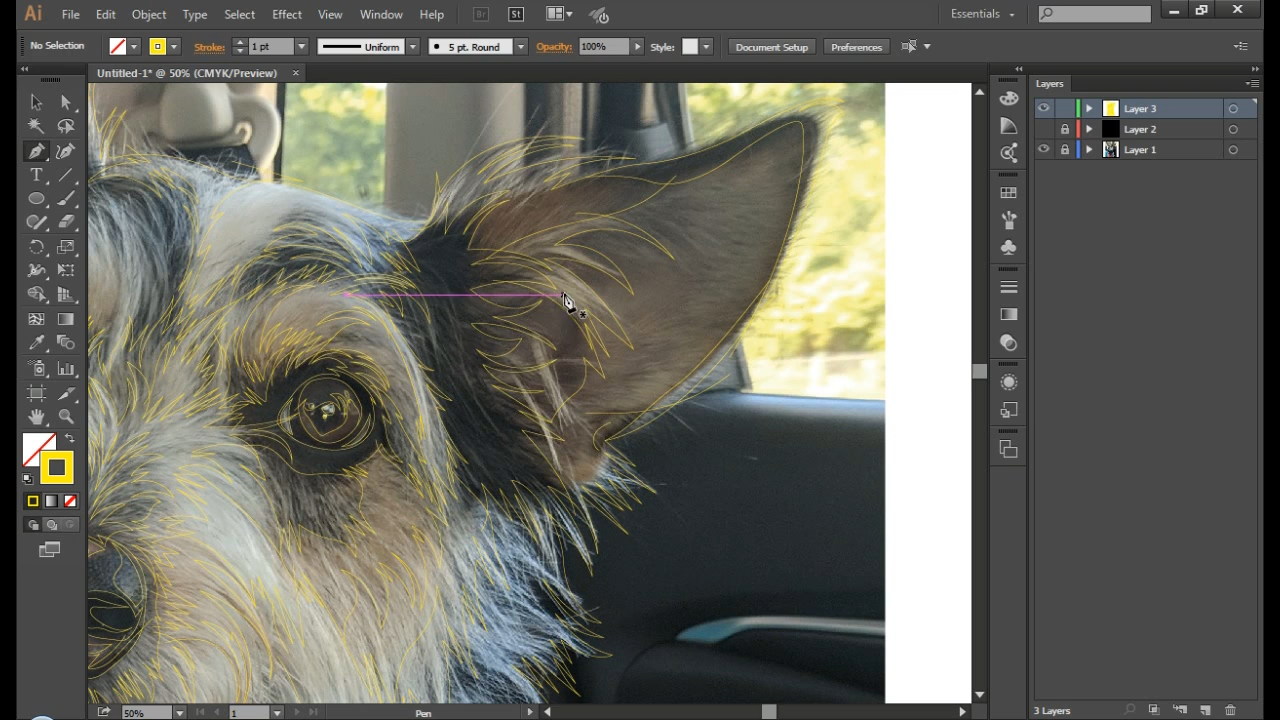 Ai File Edit Object Type Select Effect View Window Help Br St Essentials
No Selection Stroke: 1 pt Uniform 5 pt. Round Opacity: 100% Style: Document Setup Preferences
Untitled-1* @ 50% (CMYK/Preview)
Layers
Layer 3
Layer 2
Layer 1
3 Layers
50% 1 Pen